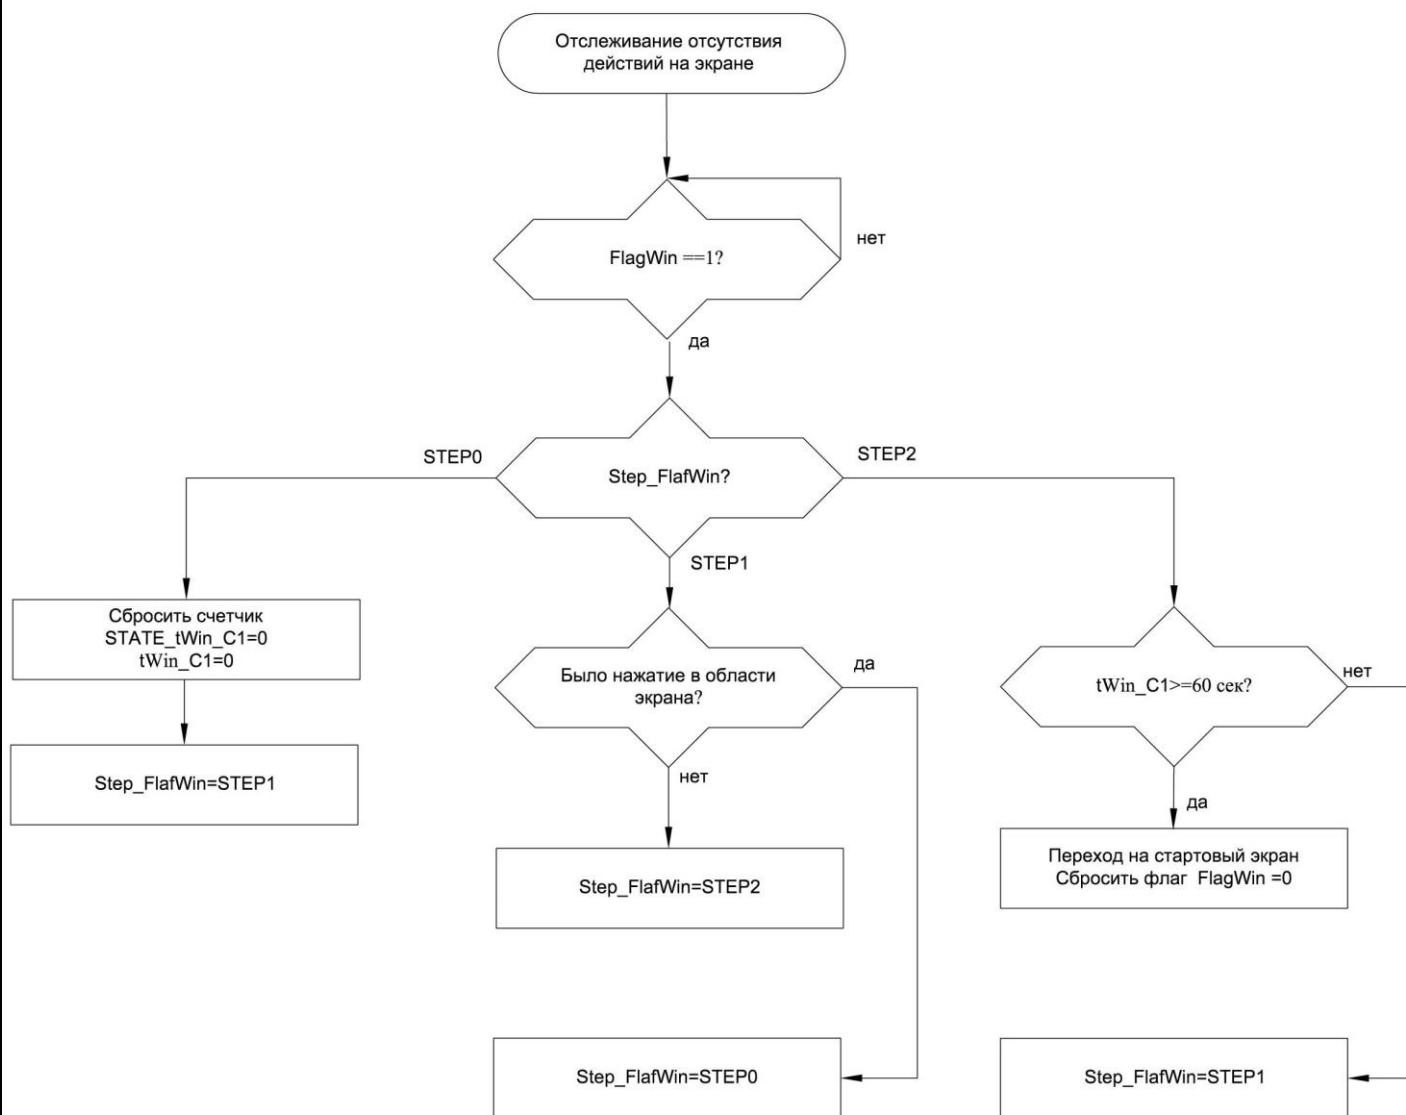 Отслеживание отсутствия
действий на экране
нет
FlagWin ==1?
да
STEP0
STEP2
Step_FlafWin?
STEP1
Сбросить счетчик
STATE_tWin_C1=0
tWin_C1=0
Было нажатие в области
экрана?
да
tWin_C1>=60 сек?
нет
Step_FlafWin=STEP1
нет
да
Step_FlafWin=STEP2
Переход на стартовый экран
Сбросить флаг FlagWin =0
Step_FlafWin=STEP0
Step_FlafWin=STEP1